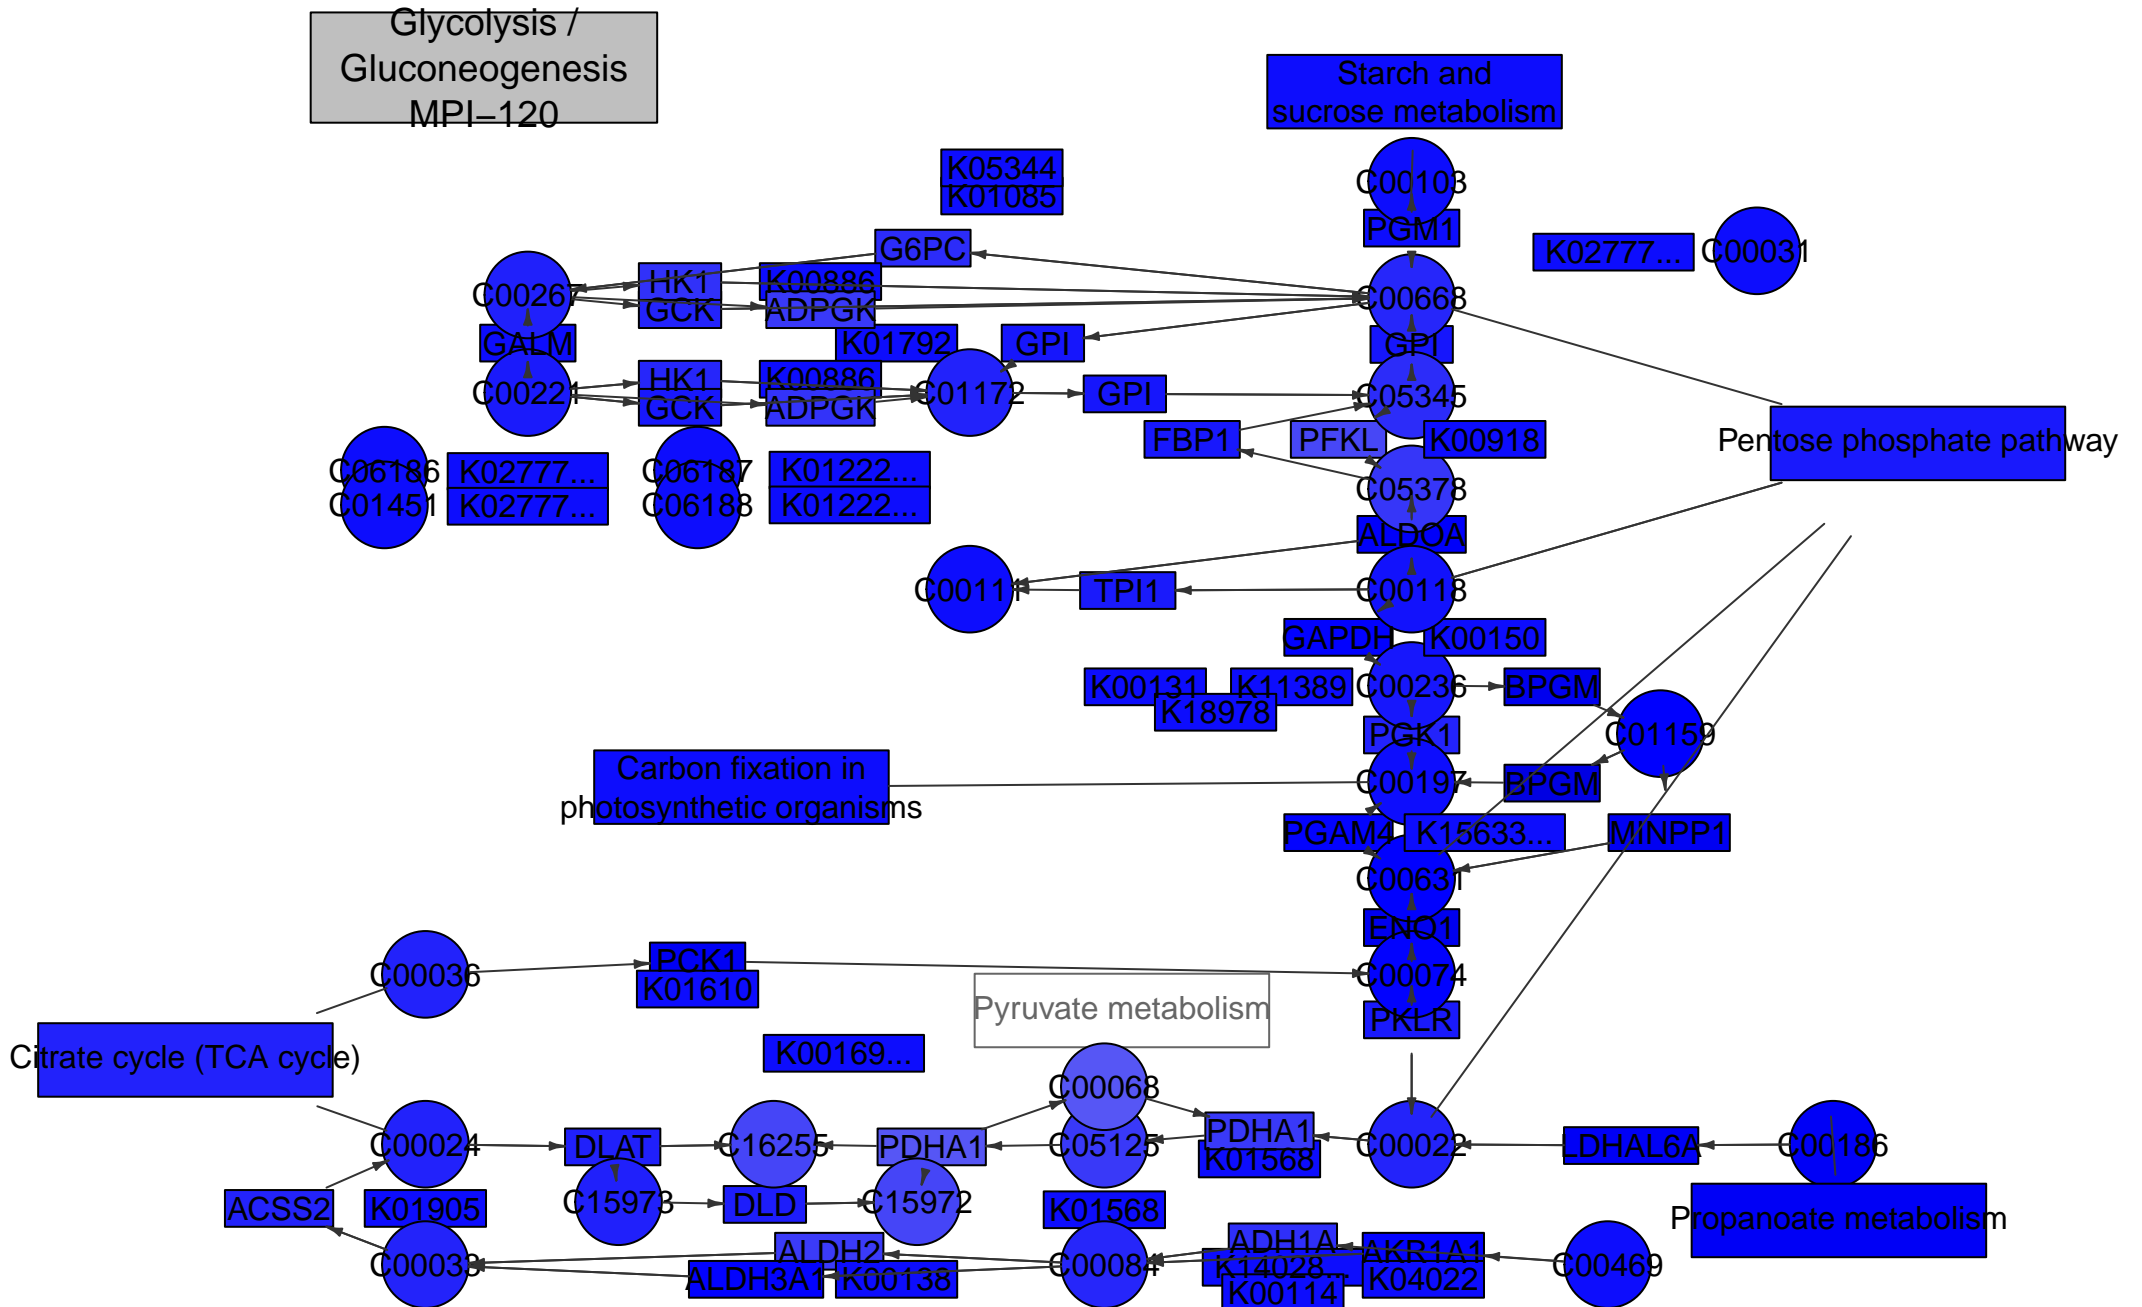 Glycolysis /
Gluconeogenesis
MPI–120
Starch and
sucrose metabolism
K05344
K01085
C00103
PGM1
G6PC
K02777...
C00031
C00267
HK1
K00886
GCK
ADPGK
C00668
GALM
K01792
GPI
GPI
C00221
HK1
K00886
GCK
ADPGK
C01172
GPI
C05345
FBP1
PFKL
K00918
Pentose phosphate pathway
C06186
K02777...
C06187
K01222...
C01451
K02777...
C06188
K01222...
C05378
ALDOA
C00111
TPI1
C00118
GAPDH
K00150
K00131
K11389
K18978
C00236
BPGM
PGK1
C01159
Carbon fixation in
photosynthetic organisms
C00197
BPGM
PGAM4
K15633...
MINPP1
C00631
ENO1
C00036
PCK1
K01610
C00074
Pyruvate metabolism
PKLR
Citrate cycle (TCA cycle)
K00169...
C00068
C00024
DLAT
C16255
PDHA1
C05125
PDHA1
K01568
C00022
LDHAL6A
C00186
ACSS2
K01905
C15973
DLD
C15972
K01568
Propanoate metabolism
C00033
ALDH2
ALDH3A1
K00138
C00084
ADH1A
K14028...
K00114
AKR1A1
K04022
C00469